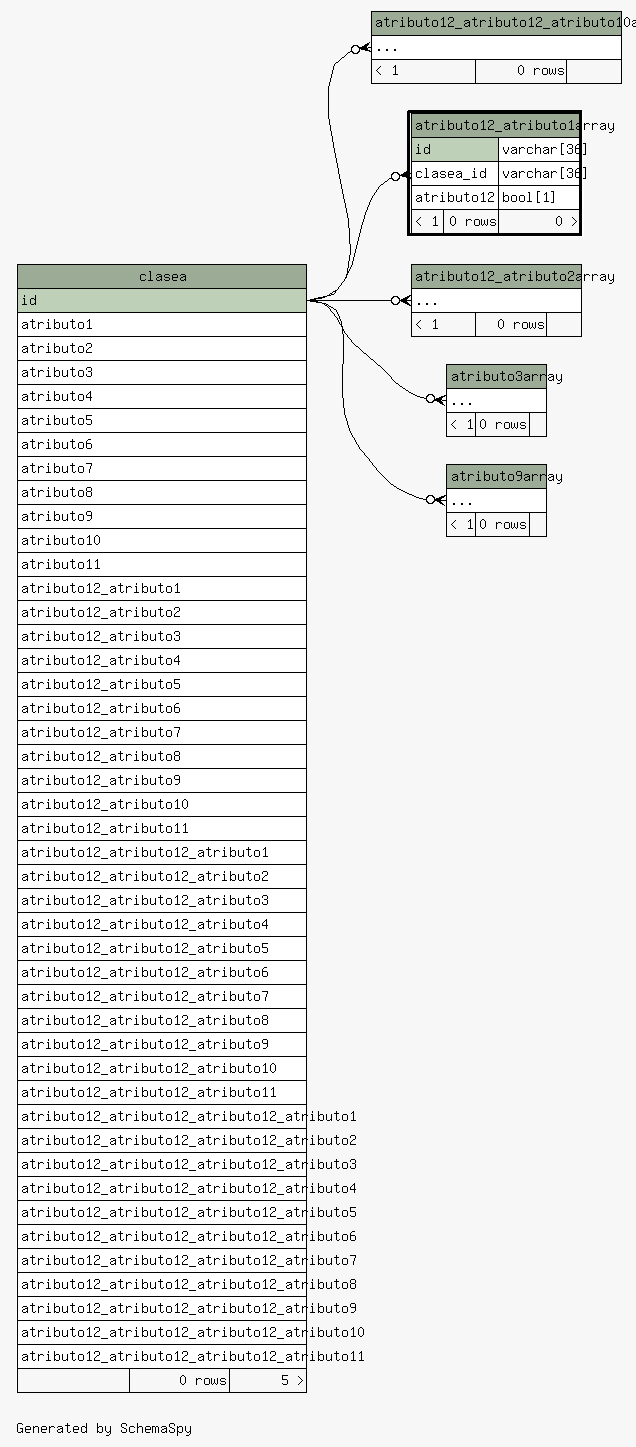 atributo12_atributo12_atributo10a
...
< 1 0 rows
atributo12_atributo1array
id varchar[36]
clasea_id varchar[36]
atributo12 bool[1]
< 1 0 rows 0 >
atributo12_atributo2array
...
< 1 0 rows
atributo3array
...
< 1 0 rows
atributo9array
...
< 1 0 rows
clasea
id
atributo1
atributo2
atributo3
atributo4
atributo5
atributo6
atributo7
atributo8
atributo9
atributo10
atributo11
atributo12_atributo1
atributo12_atributo2
atributo12_atributo3
atributo12_atributo4
atributo12_atributo5
atributo12_atributo6
atributo12_atributo7
atributo12_atributo8
atributo12_atributo9
atributo12_atributo10
atributo12_atributo11
atributo12_atributo12_atributo1
atributo12_atributo12_atributo2
atributo12_atributo12_atributo3
atributo12_atributo12_atributo4
atributo12_atributo12_atributo5
atributo12_atributo12_atributo6
atributo12_atributo12_atributo7
atributo12_atributo12_atributo8
atributo12_atributo12_atributo9
atributo12_atributo12_atributo10
atributo12_atributo12_atributo11
atributo12_atributo12_atributo12_atributo1
atributo12_atributo12_atributo12_atributo2
atributo12_atributo12_atributo12_atributo3
atributo12_atributo12_atributo12_atributo4
atributo12_atributo12_atributo12_atributo5
atributo12_atributo12_atributo12_atributo6
atributo12_atributo12_atributo12_atributo7
atributo12_atributo12_atributo12_atributo8
atributo12_atributo12_atributo12_atributo9
atributo12_atributo12_atributo12_atributo10
atributo12_atributo12_atributo12_atributo11
0 rows 5 >
Generated by SchemaSpy